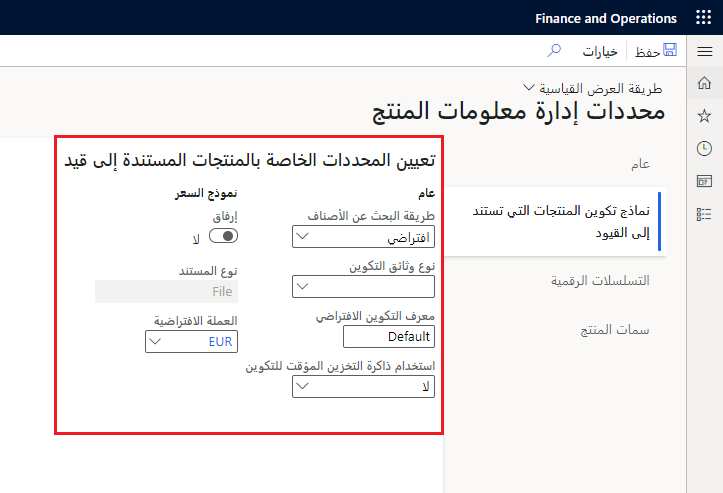 Finance and Operations
حفظ
خيارات
طريقة العرض القياسية
محددات إدارة معلومات المنتج
عام
نماذج تكوين المنتجات التي تستند
إلى القيود
التسلسلات الرقمية
سمات المنتج
تعيين المحددات الخاصة بالمنتجات المستندة إلى قيد
عام
طريقة البحث عن الأصناف
افتراضي
نوع وثائق التكوين
معرف التكوين الافتراضي
Default
استخدام ذاكرة التخزين المؤقت للتكوين
لا
نموذج السعر
إرفاق
لا
نوع المستند
File
العملة الافتراضية
EUR